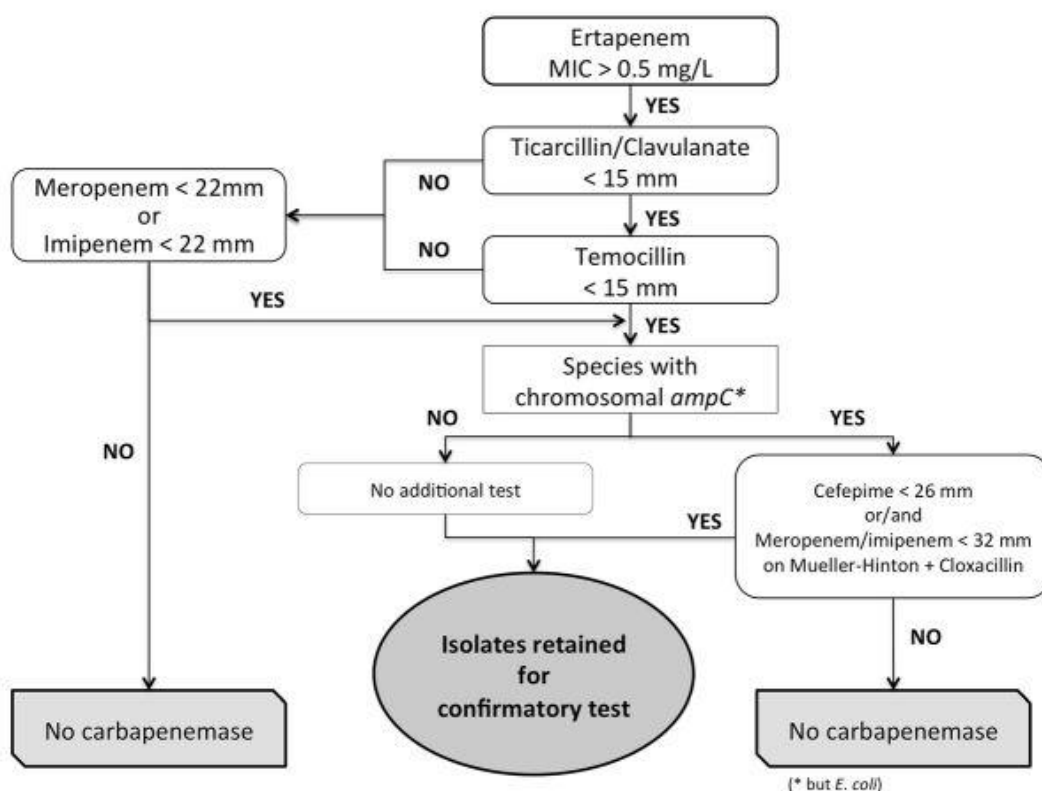 Ertapenem
MIC > 0.5 mg/L
YES
Ticarcillin/Clavulanate
< 15 mm
NO
Meropenem < 22mm
or
Imipenem < 22 mm
YES
NO
Temocillin
< 15 mm
YES
YES
Species with
chromosomal ampC*
NO
YES
NO
No additional test
Cefepime < 26 mm
or/and
Meropenem/imipenem < 32 mm
on Mueller-Hinton + Cloxacillin
YES
Isolates retained
for
confirmatory test
NO
No carbapenemase
No carbapenemase
(* but E. coli)